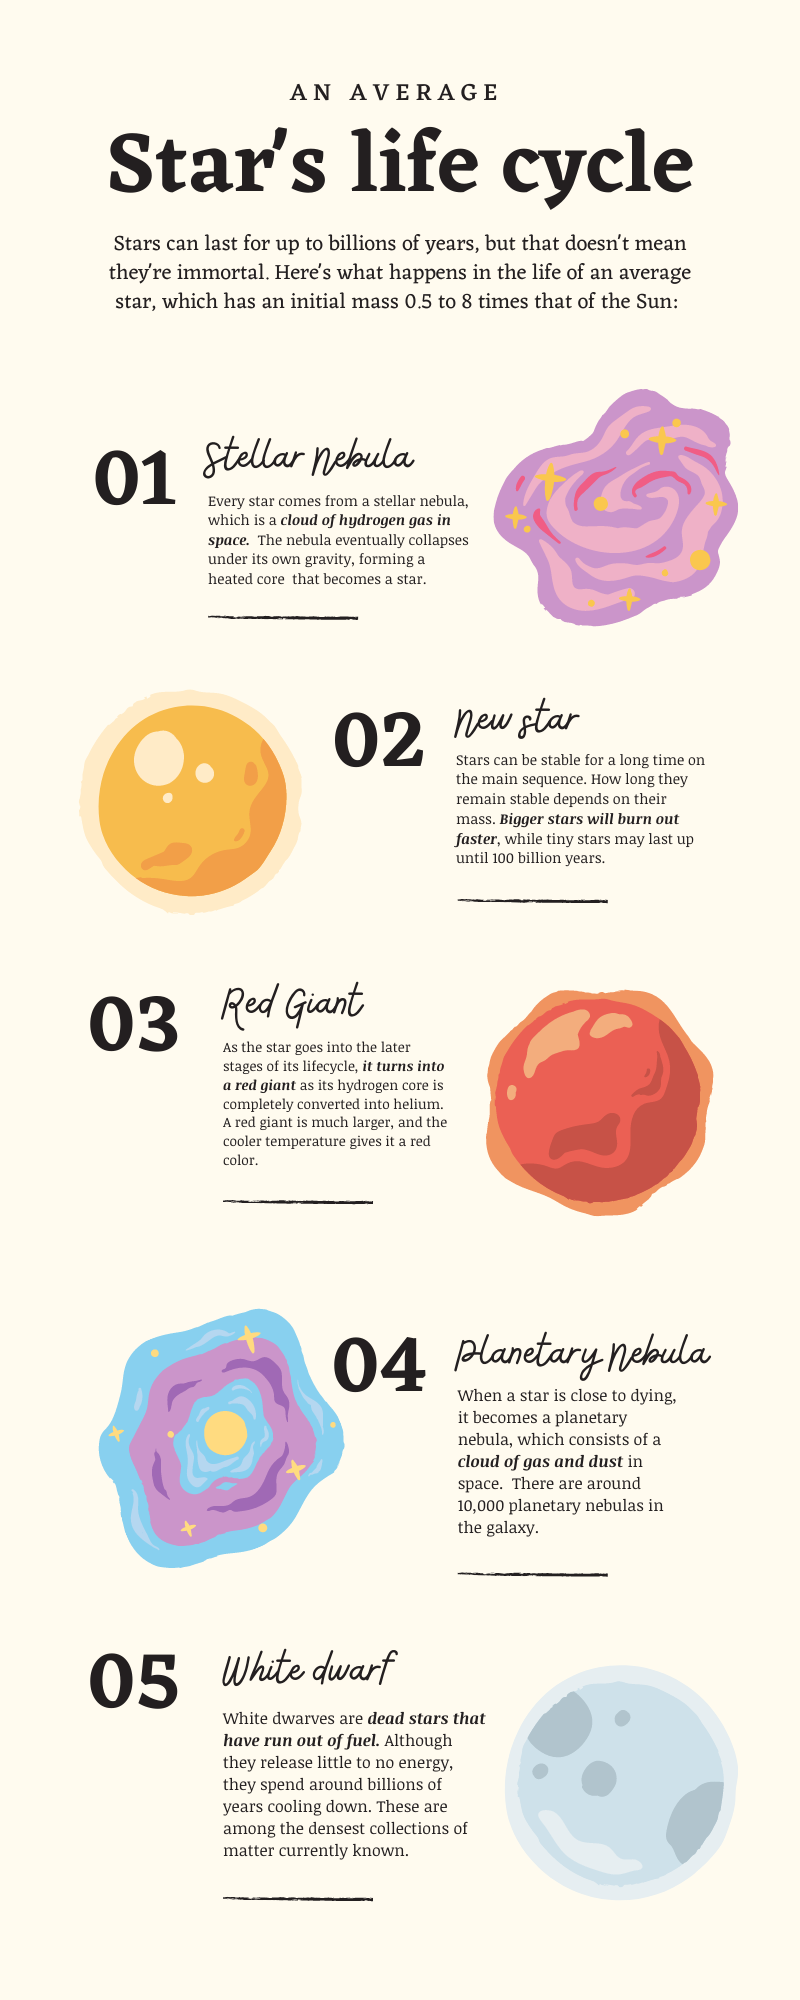 AN AVERAGE
Star's life cycle
Stars can last for up to billions of years, but that doesn't mean
they're immortal. Here's what happens in the life of an average
star, which has an initial mass 0.5 to 8 times that of the Sun:
01
Stellar Nebula
Every star comes from a stellar nebula,
which is a cloud of hydrogen gas in
space. The nebula eventually collapses
under its own gravity, forming a
heated core that becomes a star.
02
New star
Stars can be stable for a long time on
the main sequence. How long they
remain stable depends on their
mass. Bigger stars will burn out
faster, while tiny stars may last up
until 100 billion years.
03
Red Giant
As the star goes into the later
stages of its lifecycle, it turns into
a red giant as its hydrogen core is
completely converted into helium.
A red giant is much larger, and the
cooler temperature gives it a red
color.
04
Planetary Nebula
When a star is close to dying,
it becomes a planetary
nebula, which consists of a
cloud of gas and dust in
space. There are around
10,000 planetary nebulas in
the galaxy.
05
White dwarf
White dwarves are dead stars that
have run out of fuel. Although
they release little to no energy,
they spend around billions of
years cooling down. These are
among the densest collections of
matter currently known.